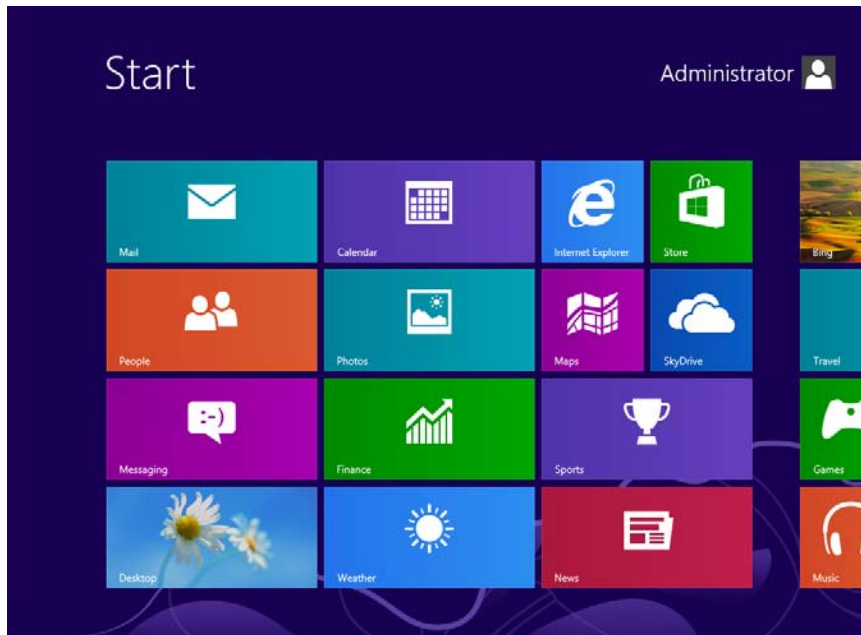 Start
Administrator
Mail
Calendar
Internet Explorer
Store
Bing
People
Photos
Maps
SkyDrive
Travel
:-)
Messaging
Finance
Sports
Games
Desktop
Weather
News
Music